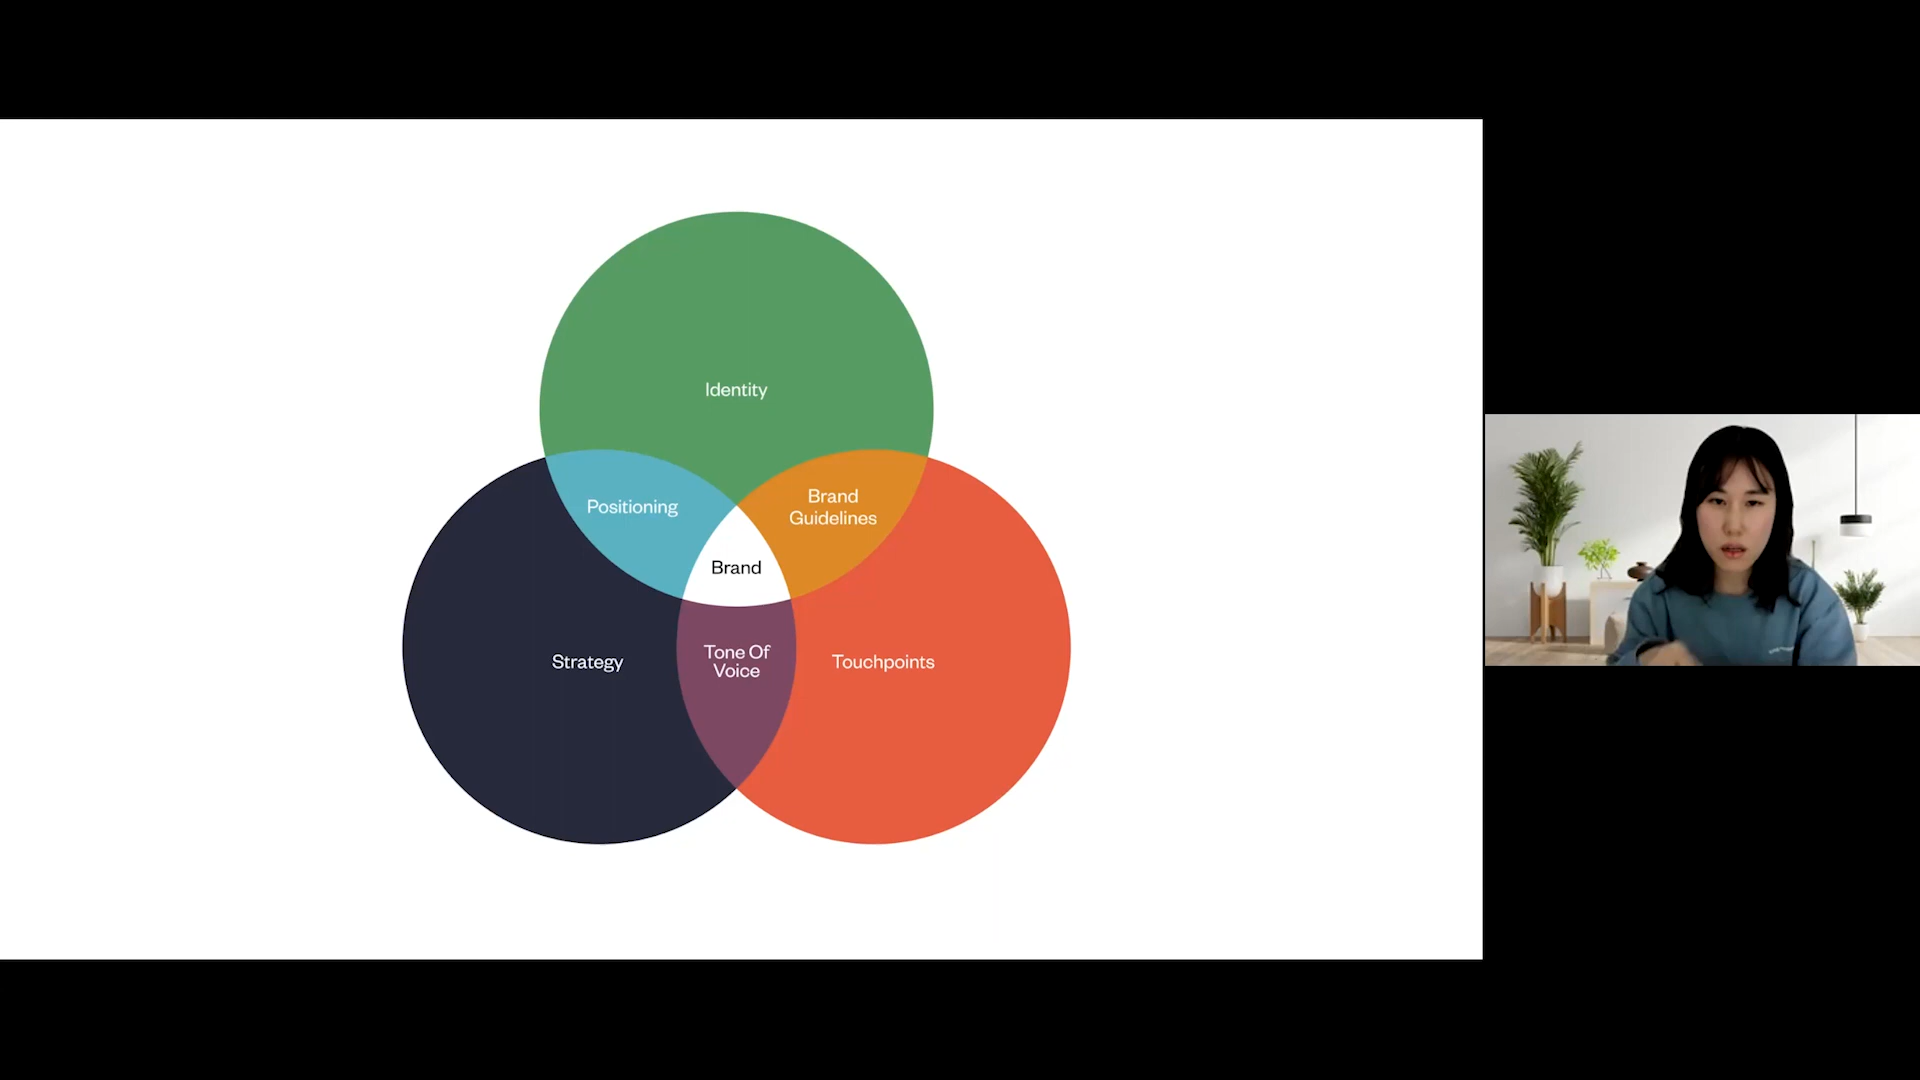 Identity
Positioning
Brand
Guidelines
Brand
Strategy
Tone Of
Voice
Touchpoints